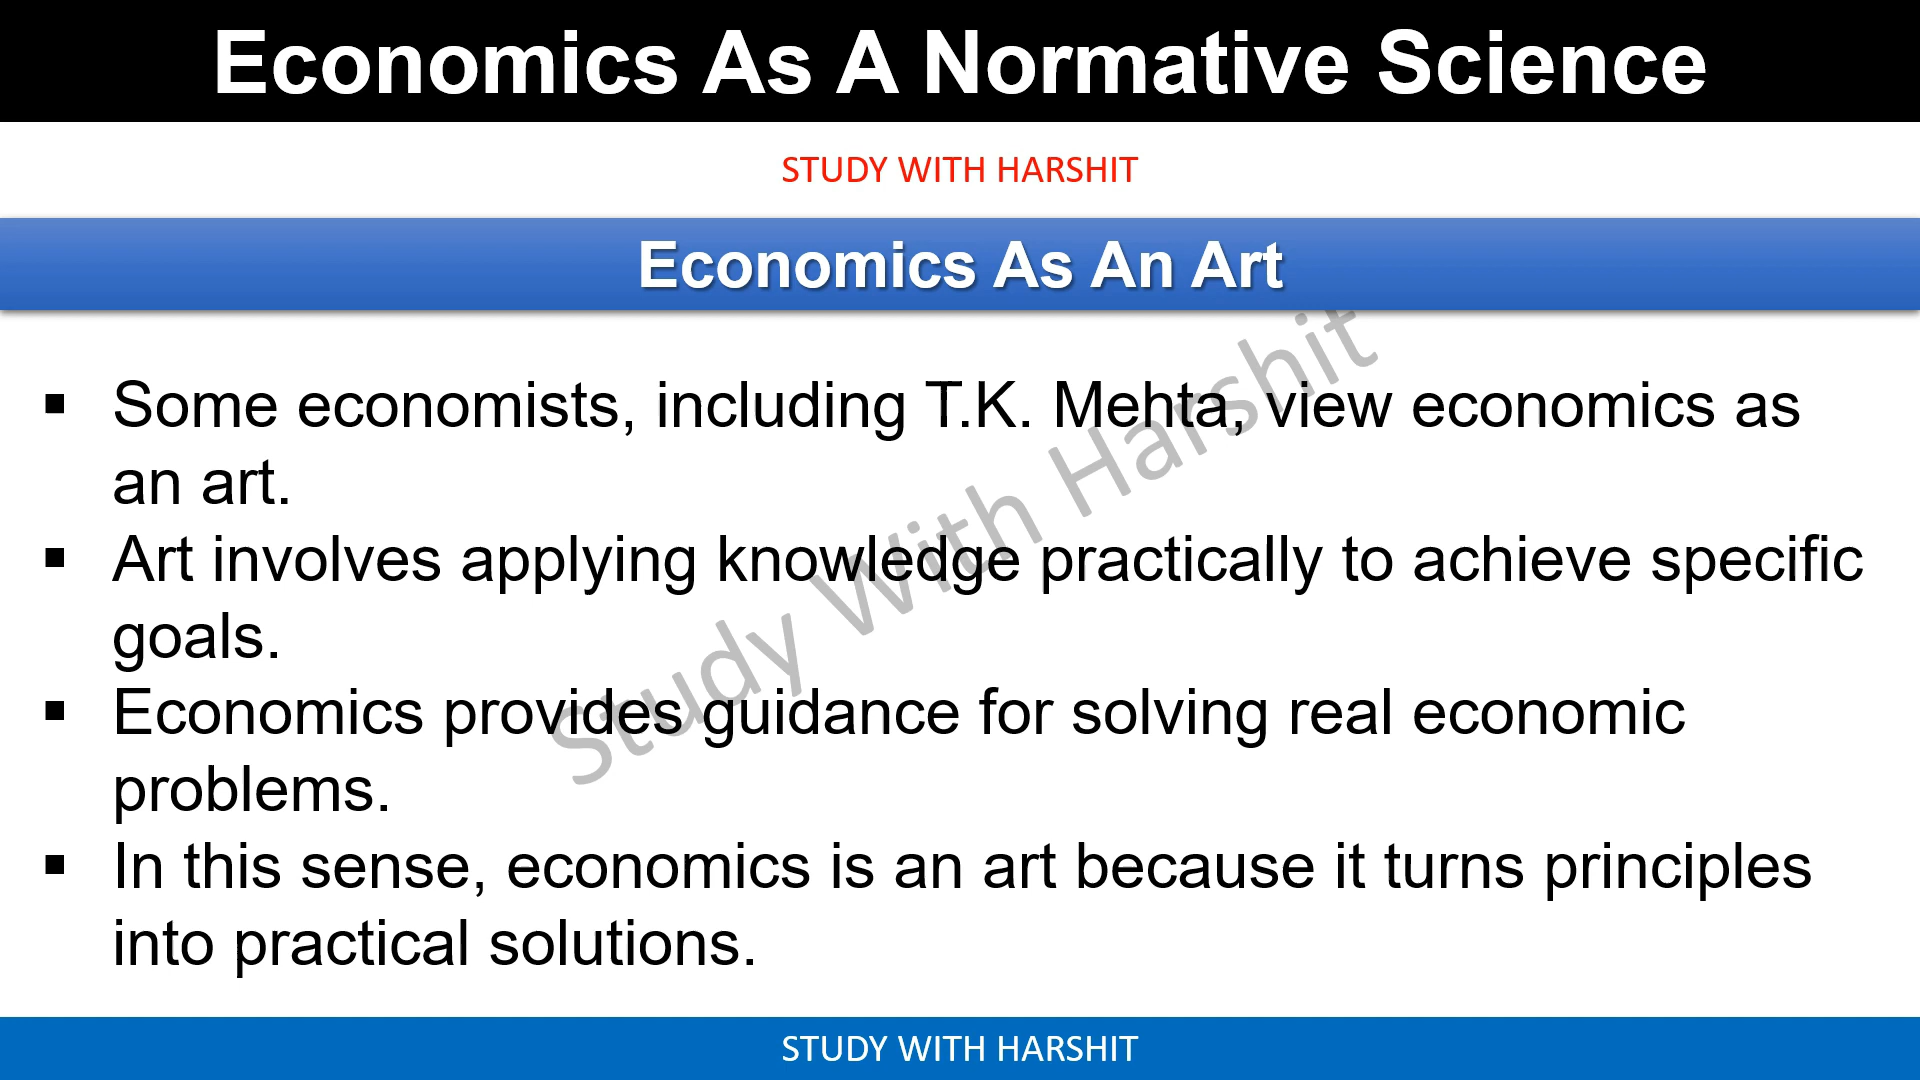 Economics As A Normative Science
STUDY WITH HARSHIT
Economics As An Art
▪ Some economists, including T.K. Mehta, view economics as
an art.
▪ Art involves applying knowledge practically to achieve specific
goals.
▪ Economics provides guidance for solving real economic
problems.
▪ In this sense, economics is an art because it turns principles
into practical solutions.
Study With Harshit
STUDY WITH HARSHIT